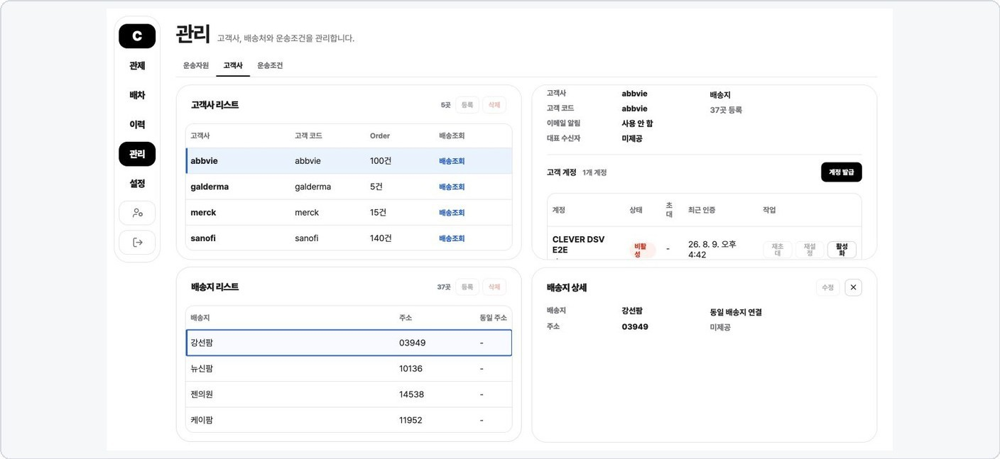 C
관제
배차
이력
관리
설정
관리 고객사, 배송처와 운송조건을 관리합니다.
운송자원 고객사 운송조건
고객사 리스트 5곳 등록 삭제
고객사 고객 코드 Order 배송조회
abbvie abbvie 100건 배송조회
galderma galderma 5건 배송조회
merck merck 15건 배송조회
sanofi sanofi 140건 배송조회
고객사 abbvie 배송지
고객 코드 abbvie 37곳 등록
이메일 알림 사용 안 함
대표 수신자 미제공
고객 계정 1개 계정 계정 발급
계정 상태 초대 최근 인증 작업
CLEVER DSV
E2E
비활성
-
26. 8. 9. 오후
4:42
재초대
재설정
활성화
배송지 리스트 37곳 등록 삭제
배송지 주소 동일 주소
강선팜 03949 -
뉴신팜 10136 -
젠의원 14538 -
케이팜 11952 -
배송지 상세 수정
배송지 강선팜 동일 배송지 연결
주소 03949 미제공